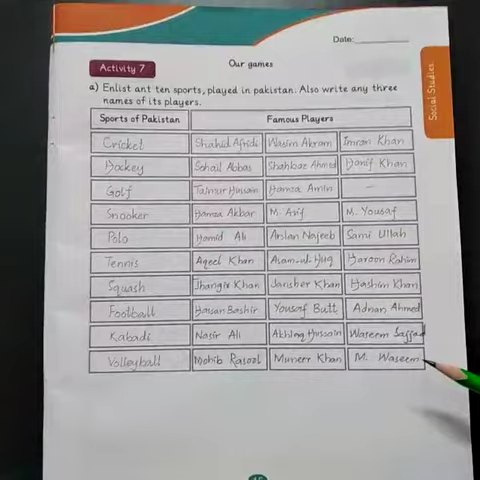 Date:
Activity 7
Our games
Social Studies
a) Enlist ant ten sports, played in pakistan. Also write any three
names of its players.
Sports of Pakistan Famous Players
Cricket Shahid Afridi Wasim Akram Imran Khan
Hockey Sohail Abbas Shahbaz Ahmed Hanif Khan
Golf Taimur Hussain Hamza Amin —
Snooker Hamza Akbar M. Asif M. Yousaf
Polo Hamid Ali Arslan Najeeb Sami Ullah
Tennis Aqeel Khan Asam-ul-Huq Haroon Rahim
Squash Jhangir Khan Jansher Khan Hashim Khan
Football Hassan Bashir Yousaf Butt Adnan Ahmed
Kabadi Nasir Ali Hussain Waseem Sajjad
Volleyball Mohib Rasool Muneer Khan M. Waseem